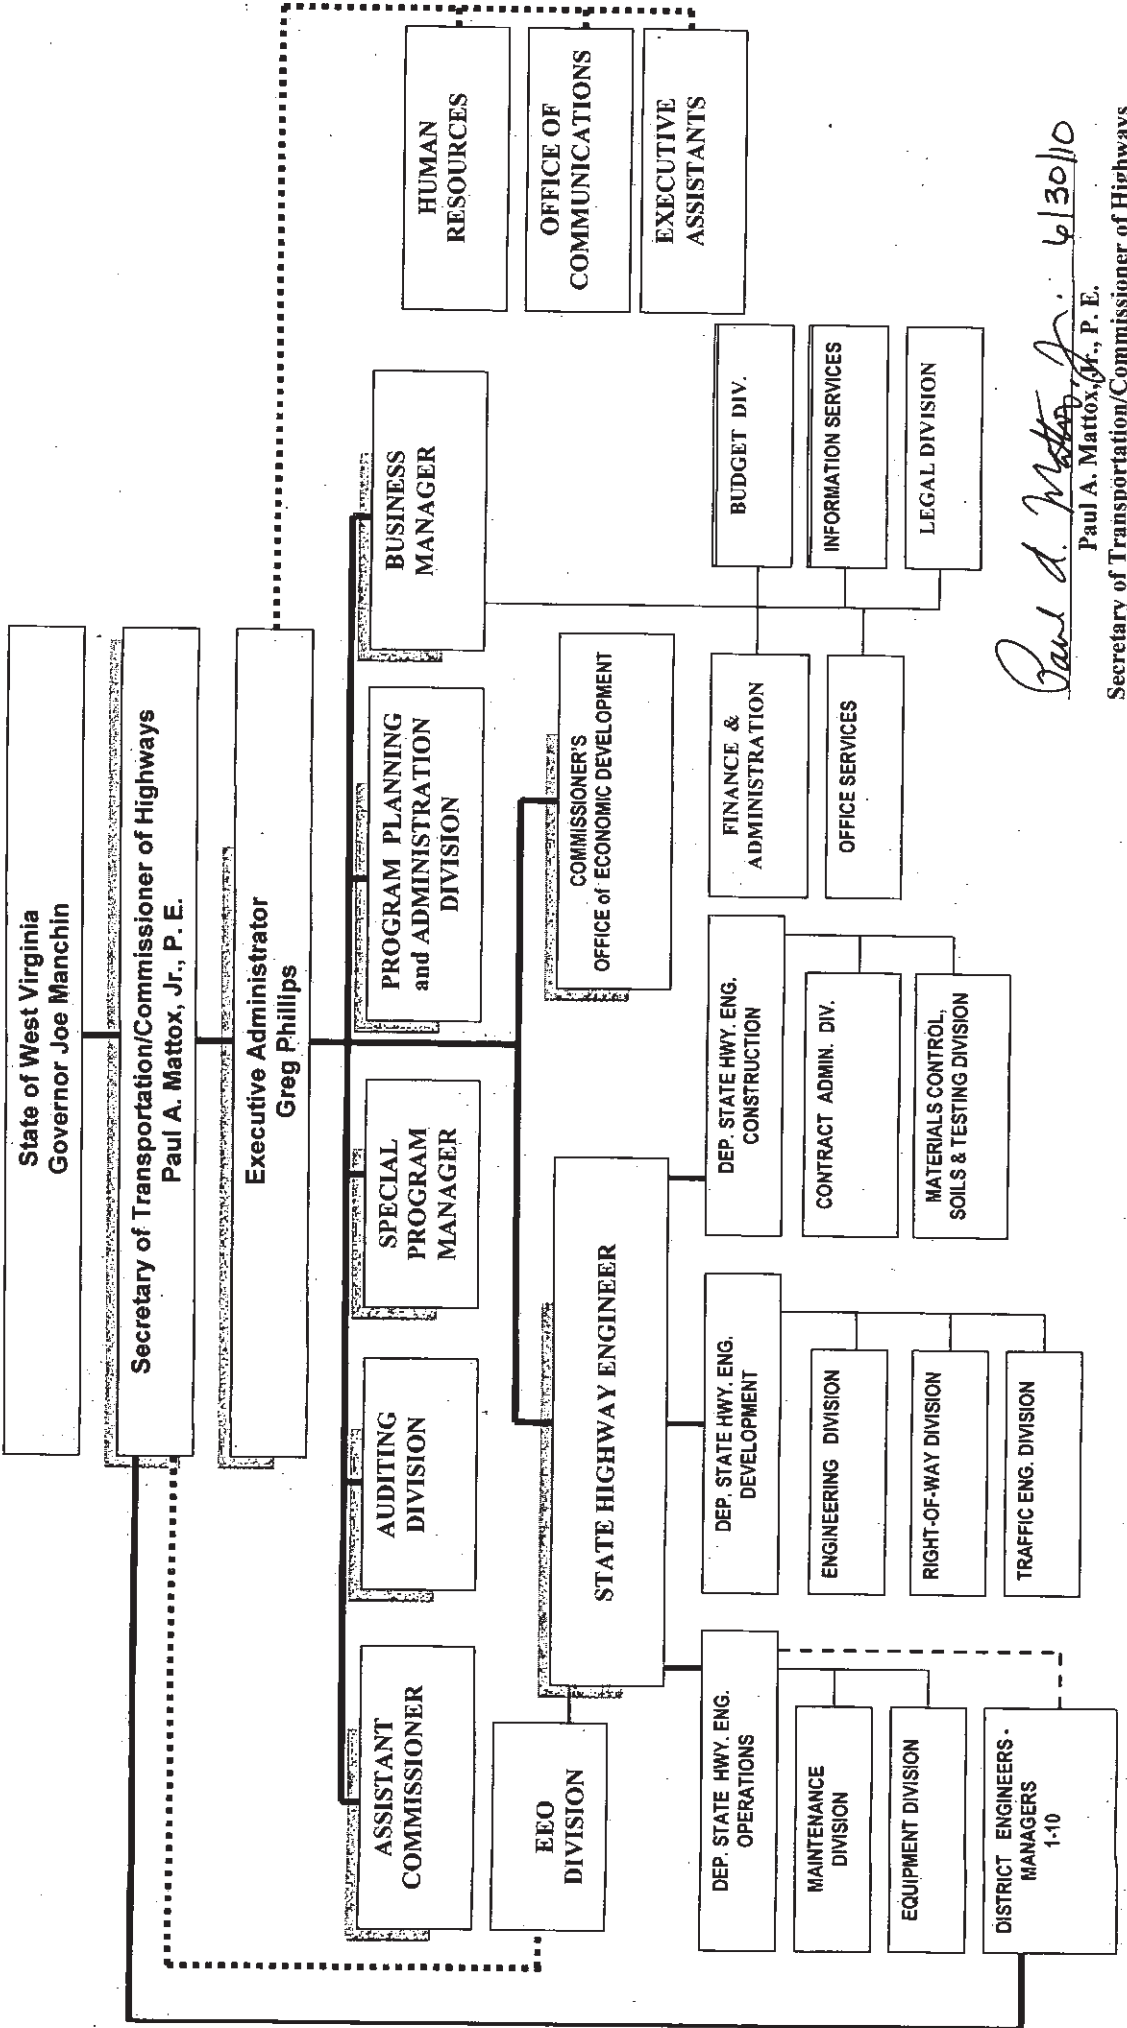 State of West Virginia
Governor Joe Manchin
Secretary of Transportation/Commissioner of Highways
Paul A. Mattox, Jr., P. E.
Executive Administrator
Greg Phillips
HUMAN
RESOURCES
OFFICE OF
COMMUNICATIONS
EXECUTIVE
ASSISTANTS
ASSISTANT
COMMISSIONER
AUDITING
DIVISION
SPECIAL
PROGRAM
MANAGER
PROGRAM PLANNING
and ADMINISTRATION
DIVISION
BUSINESS
MANAGER
EEO
DIVISION
STATE HIGHWAY ENGINEER
COMMISSIONER'S
OFFICE of ECONOMIC DEVELOPMENT
DEP. STATE HWY. ENG.
OPERATIONS
MAINTENANCE
DIVISION
EQUIPMENT DIVISION
DISTRICT ENGINEERS -
MANAGERS
1-10
DEP. STATE HWY. ENG.
DEVELOPMENT
ENGINEERING DIVISION
RIGHT-OF-WAY DIVISION
TRAFFIC ENG. DIVISION
DEP. STATE HWY. ENG.
CONSTRUCTION
CONTRACT ADMIN. DIV.
MATERIALS CONTROL,
SOILS & TESTING DIVISION
FINANCE &
ADMINISTRATION
OFFICE SERVICES
BUDGET DIV.
INFORMATION SERVICES
LEGAL DIVISION
Paul A. Mattox, Jr. 6/30/10
Paul A. Mattox, Jr., P. E.
Secretary of Transportation/Commissioner of Highways